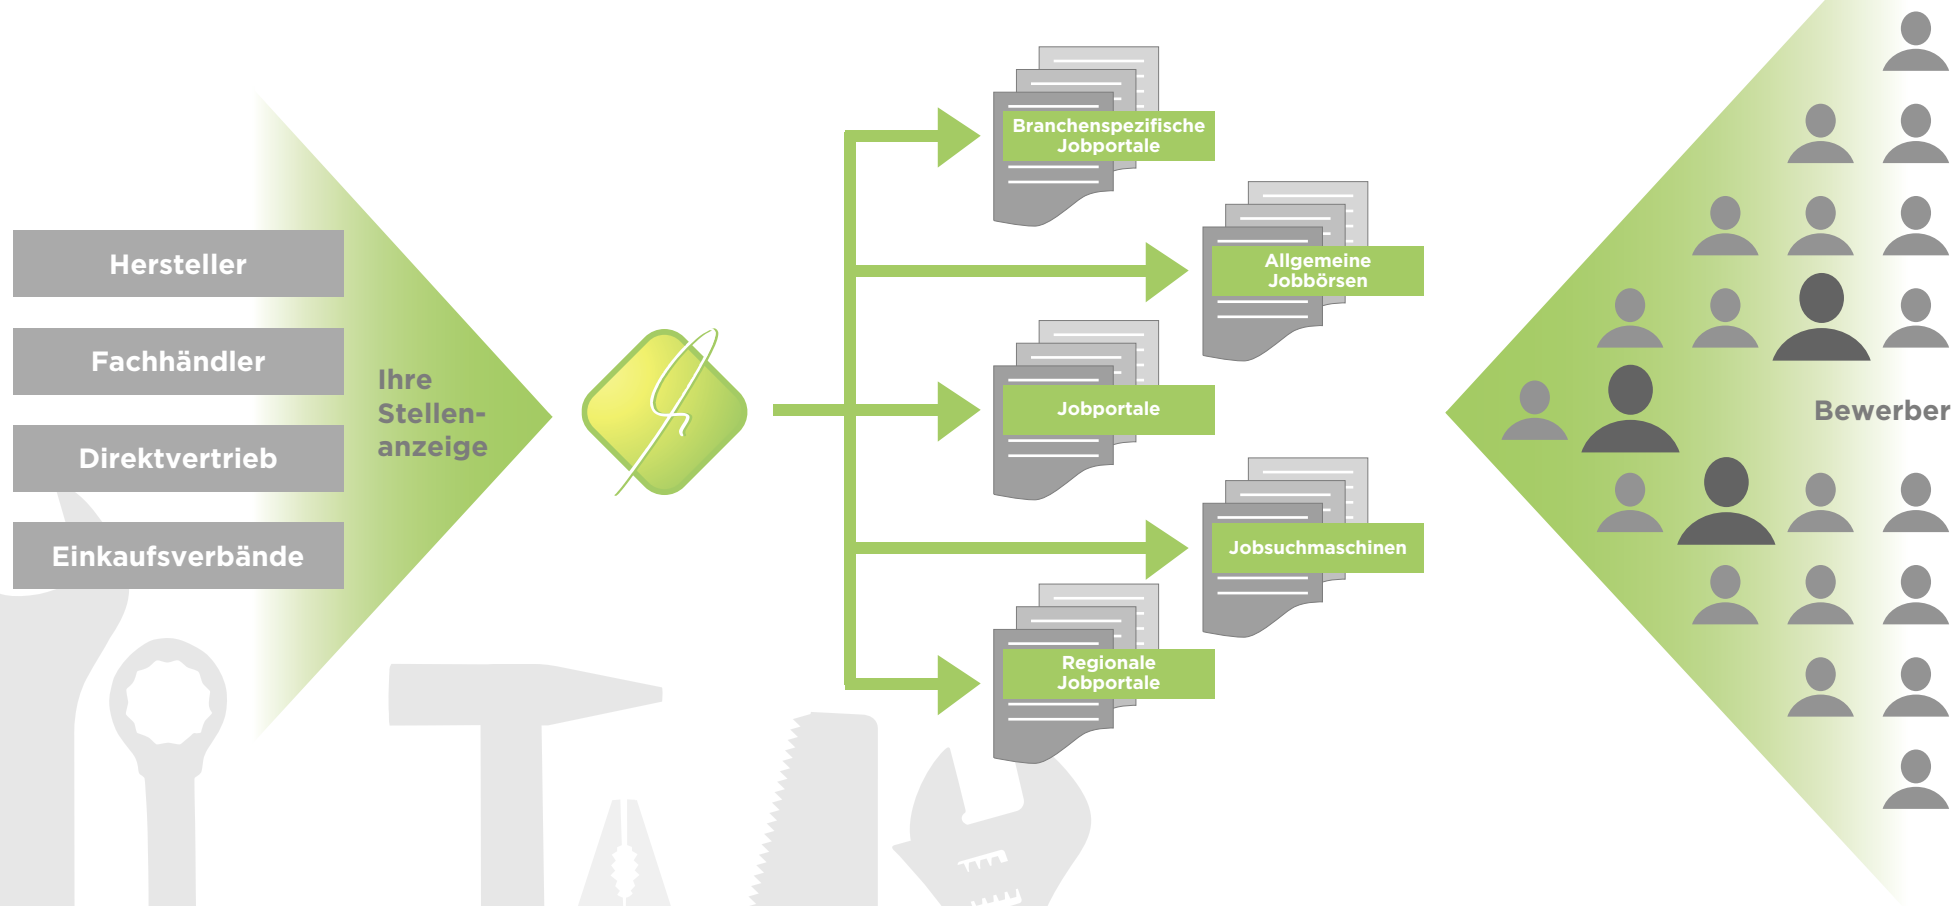 Hersteller
Fachhändler
Direktvertrieb
Einkaufsverbände
Ihre
Stellen-
anzeige
Branchenspezifische
Jobportale
Allgemeine
Jobbörsen
Jobportale
Jobsuchmaschinen
Regionale
Jobportale
Bewerber